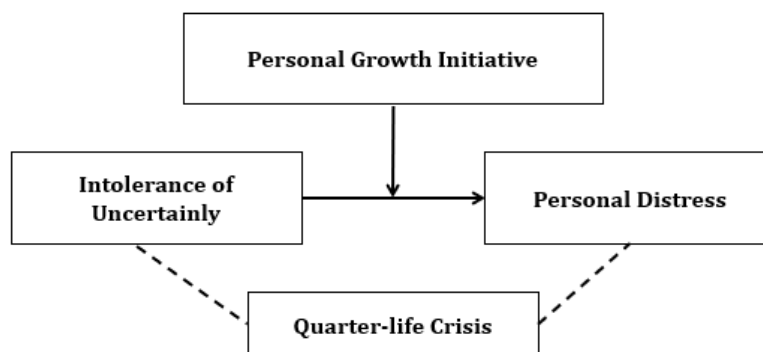 Personal Growth Initiative
Intolerance of
Uncertainly
Personal Distress
Quarter-life Crisis